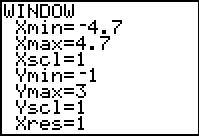 WINDOW
Xmin=-4.7
Xmax=4.7
Xscl=1
Ymin=-1
Ymax=3
Yscl=1
Xres=1